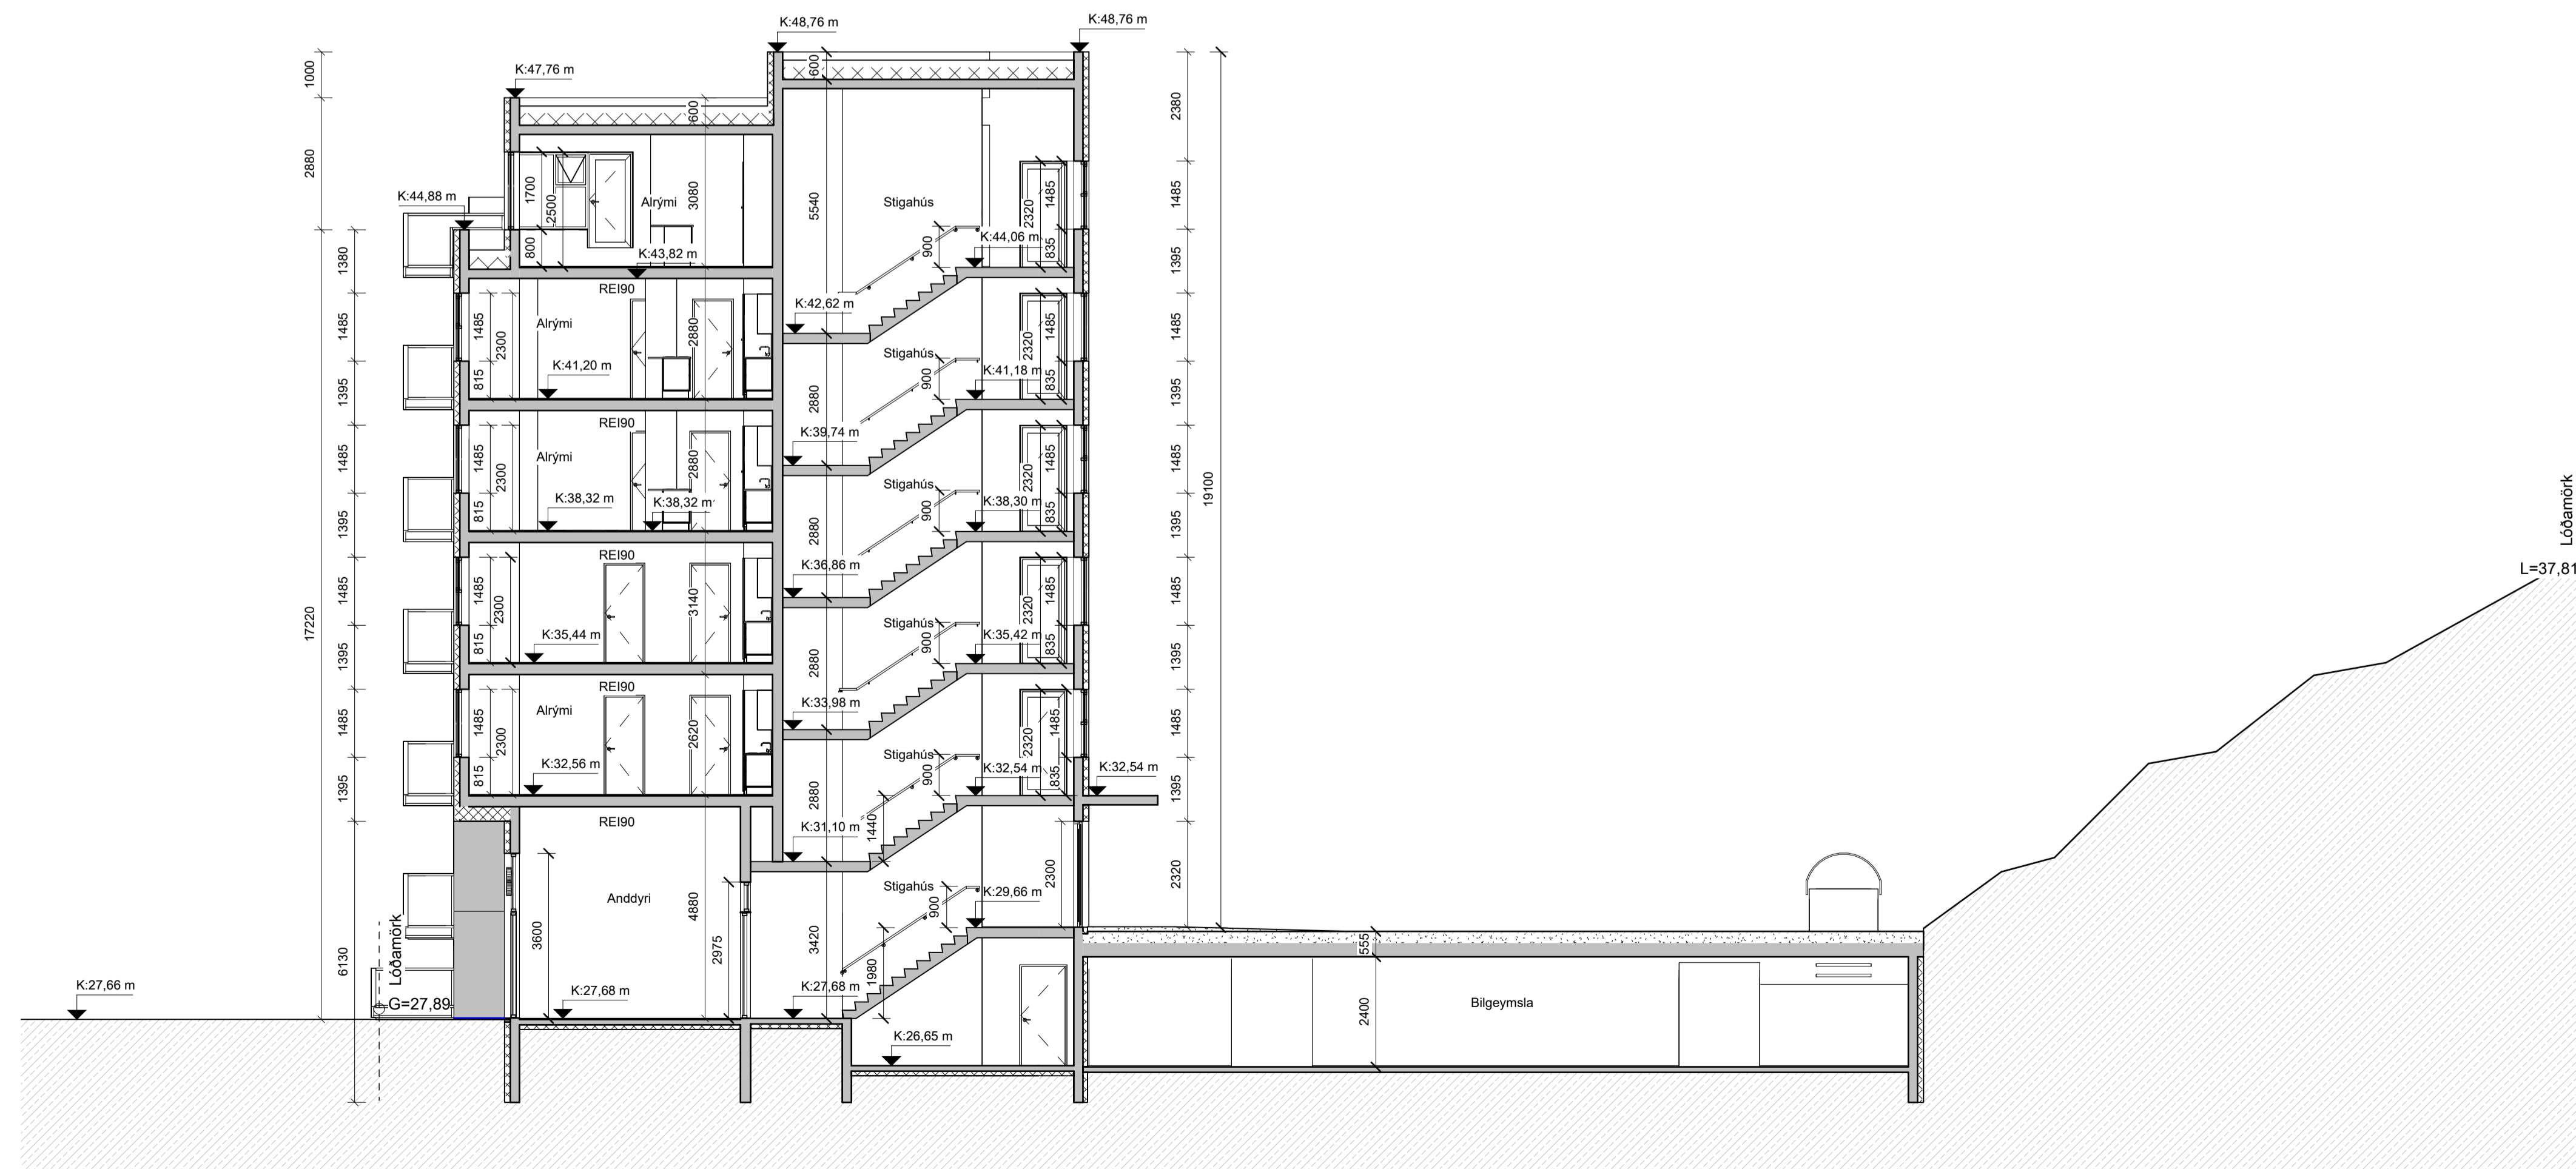 K:48,76 m
K:48,76 m
K:47,76 m
1000
600
600
2380
2880
K:44,88 m
1700
2500
800
Alrými
3080
5540
Stigahús
900
K:44,06 m
2320
1485
835
1485
K:43,82 m
1380
1395
REI90
K:42,62 m
Alrými
1485
2300
2880
1485
815
Stigahús
900
2320
1485
835
1485
K:41,20 m
K:41,18 m
2880
1395
1395
REI90
K:39,74 m
Alrými
1485
1485
2300
815
2880
Stigahús
900
2320
1485
835
1485
19100
K:38,32 m
K:38,32 m
K:38,30 m
2880
1395
1395
Lóðamörk
L=37,81
REI90
K:36,86 m
1485
1485
2300
815
3140
Stigahús
900
2320
1485
835
1485
17220
K:35,44 m
K:35,42 m
2880
1395
1395
REI90
K:33,98 m
Alrými
1485
1485
2300
815
2620
Stigahús
900
2320
1485
835
1485
K:32,56 m
K:32,54 m
K:32,54 m
2880
1395
1395
REI90
K:31,10 m
1440
2300
2320
Anddyri
Stigahús
900
K:29,66 m
3600
4880
2975
3420
1980
6130
Lóðamörk
G=27,89
K:27,66 m
K:27,68 m
K:27,68 m
555
2400
Bilgeymsla
K:26,65 m